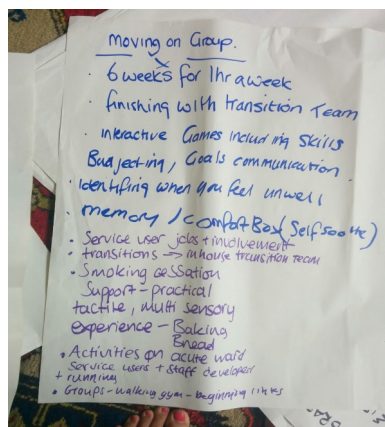 Moving on Group.
· 6 weeks for 1hr a week
· finishing with transition Team
· interactive Games including skills
Budjecting, Goals communication.
· Identifing when you feel unwell
· memory / comfort Box (Self soothe)
· Service user jobs + involvement
· transitions → inhouse transition team
· Smoking cessation
Support - practical
tactile, multi sensory
experience - Baking
Bread
· Activities on acute ward
Service users + staff developed
+ running
· Groups - walking gym - beginning links